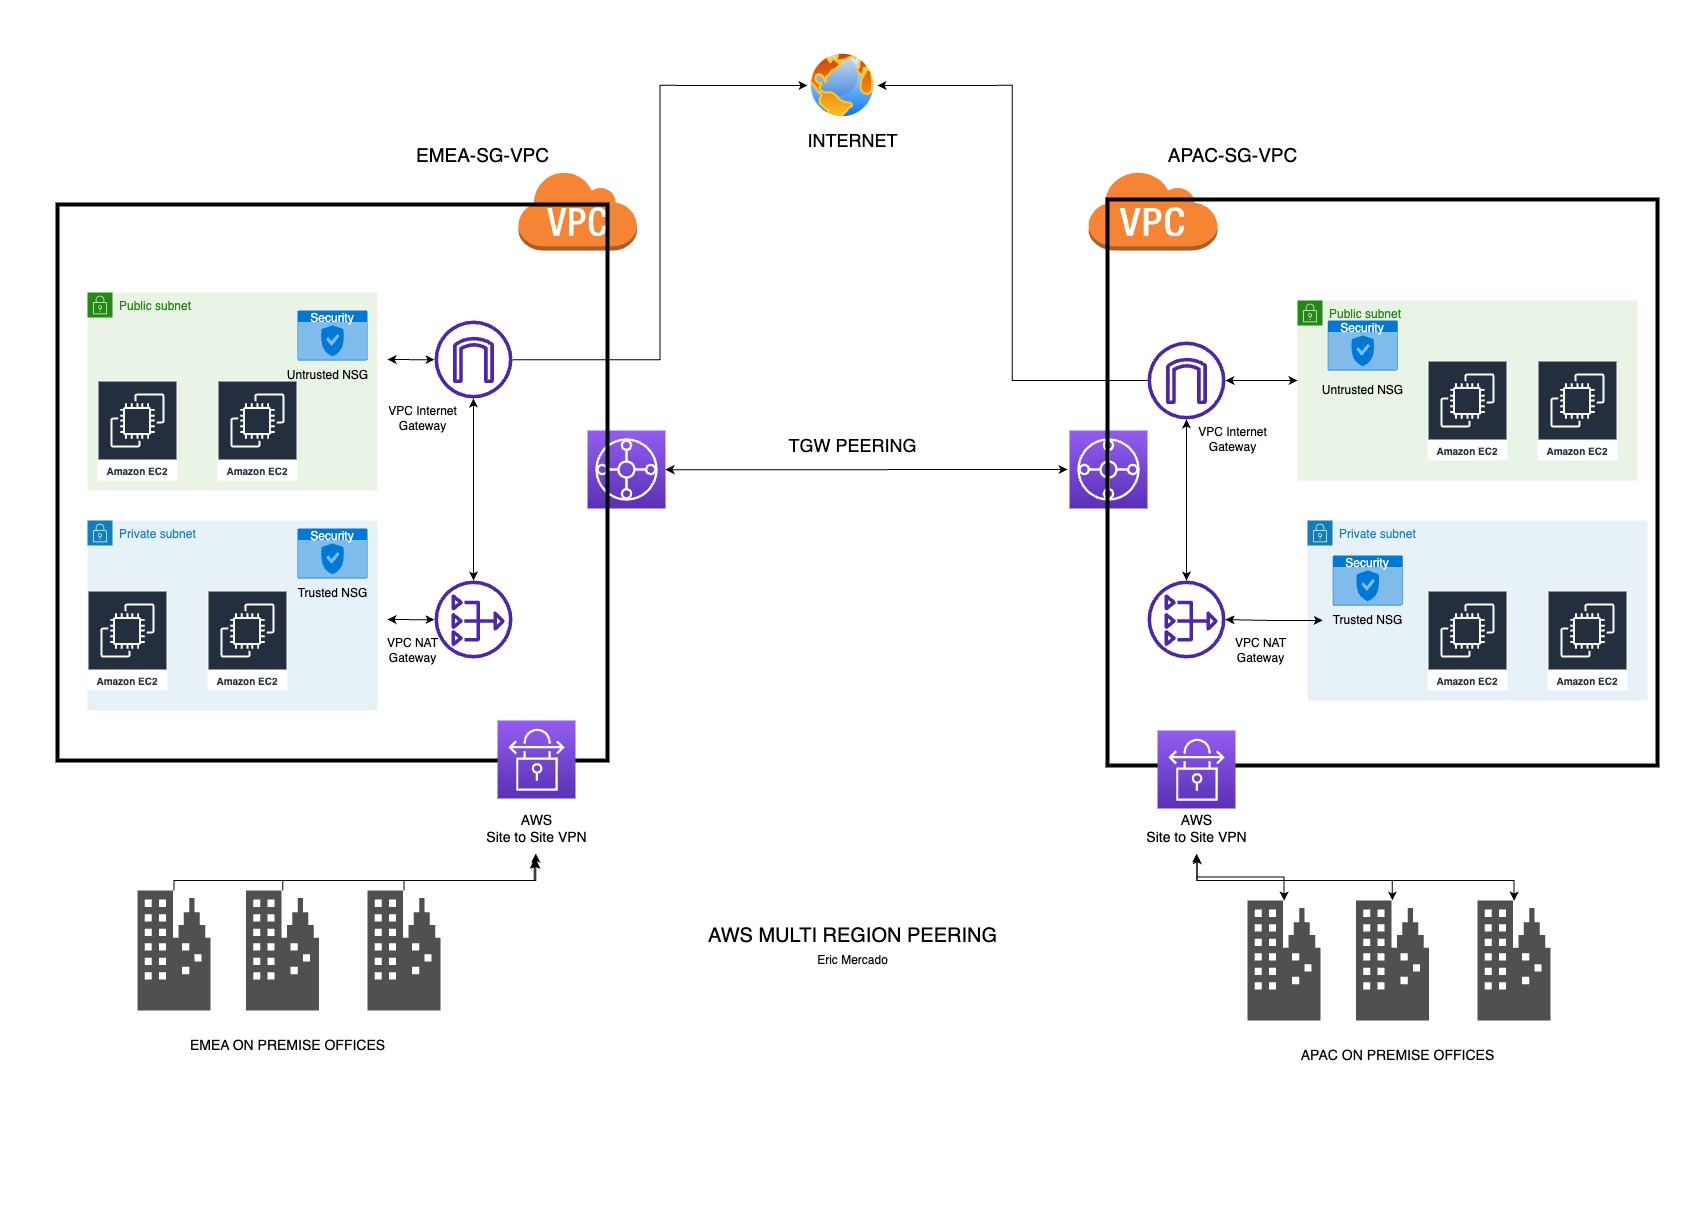 INTERNET
EMEA-SG-VPC
APAC-SG-VPC
VPC
VPC
Public subnet
Security
Untrusted NSG
Amazon EC2
Amazon EC2
VPC Internet
Gateway
Private subnet
Security
Trusted NSG
Amazon EC2
Amazon EC2
VPC NAT
Gateway
TGW PEERING
Public subnet
Security
Untrusted NSG
Amazon EC2
Amazon EC2
VPC Internet
Gateway
Private subnet
Security
Trusted NSG
Amazon EC2
Amazon EC2
VPC NAT
Gateway
AWS
Site to Site VPN
AWS
Site to Site VPN
AWS MULTI REGION PEERING
Eric Mercado
EMEA ON PREMISE OFFICES
APAC ON PREMISE OFFICES